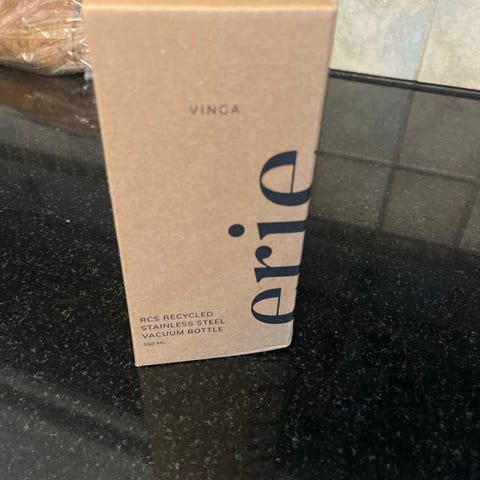 VINGA
erie
RCS RECYCLED
STAINLESS STEEL
VACUUM BOTTLE
350 ML